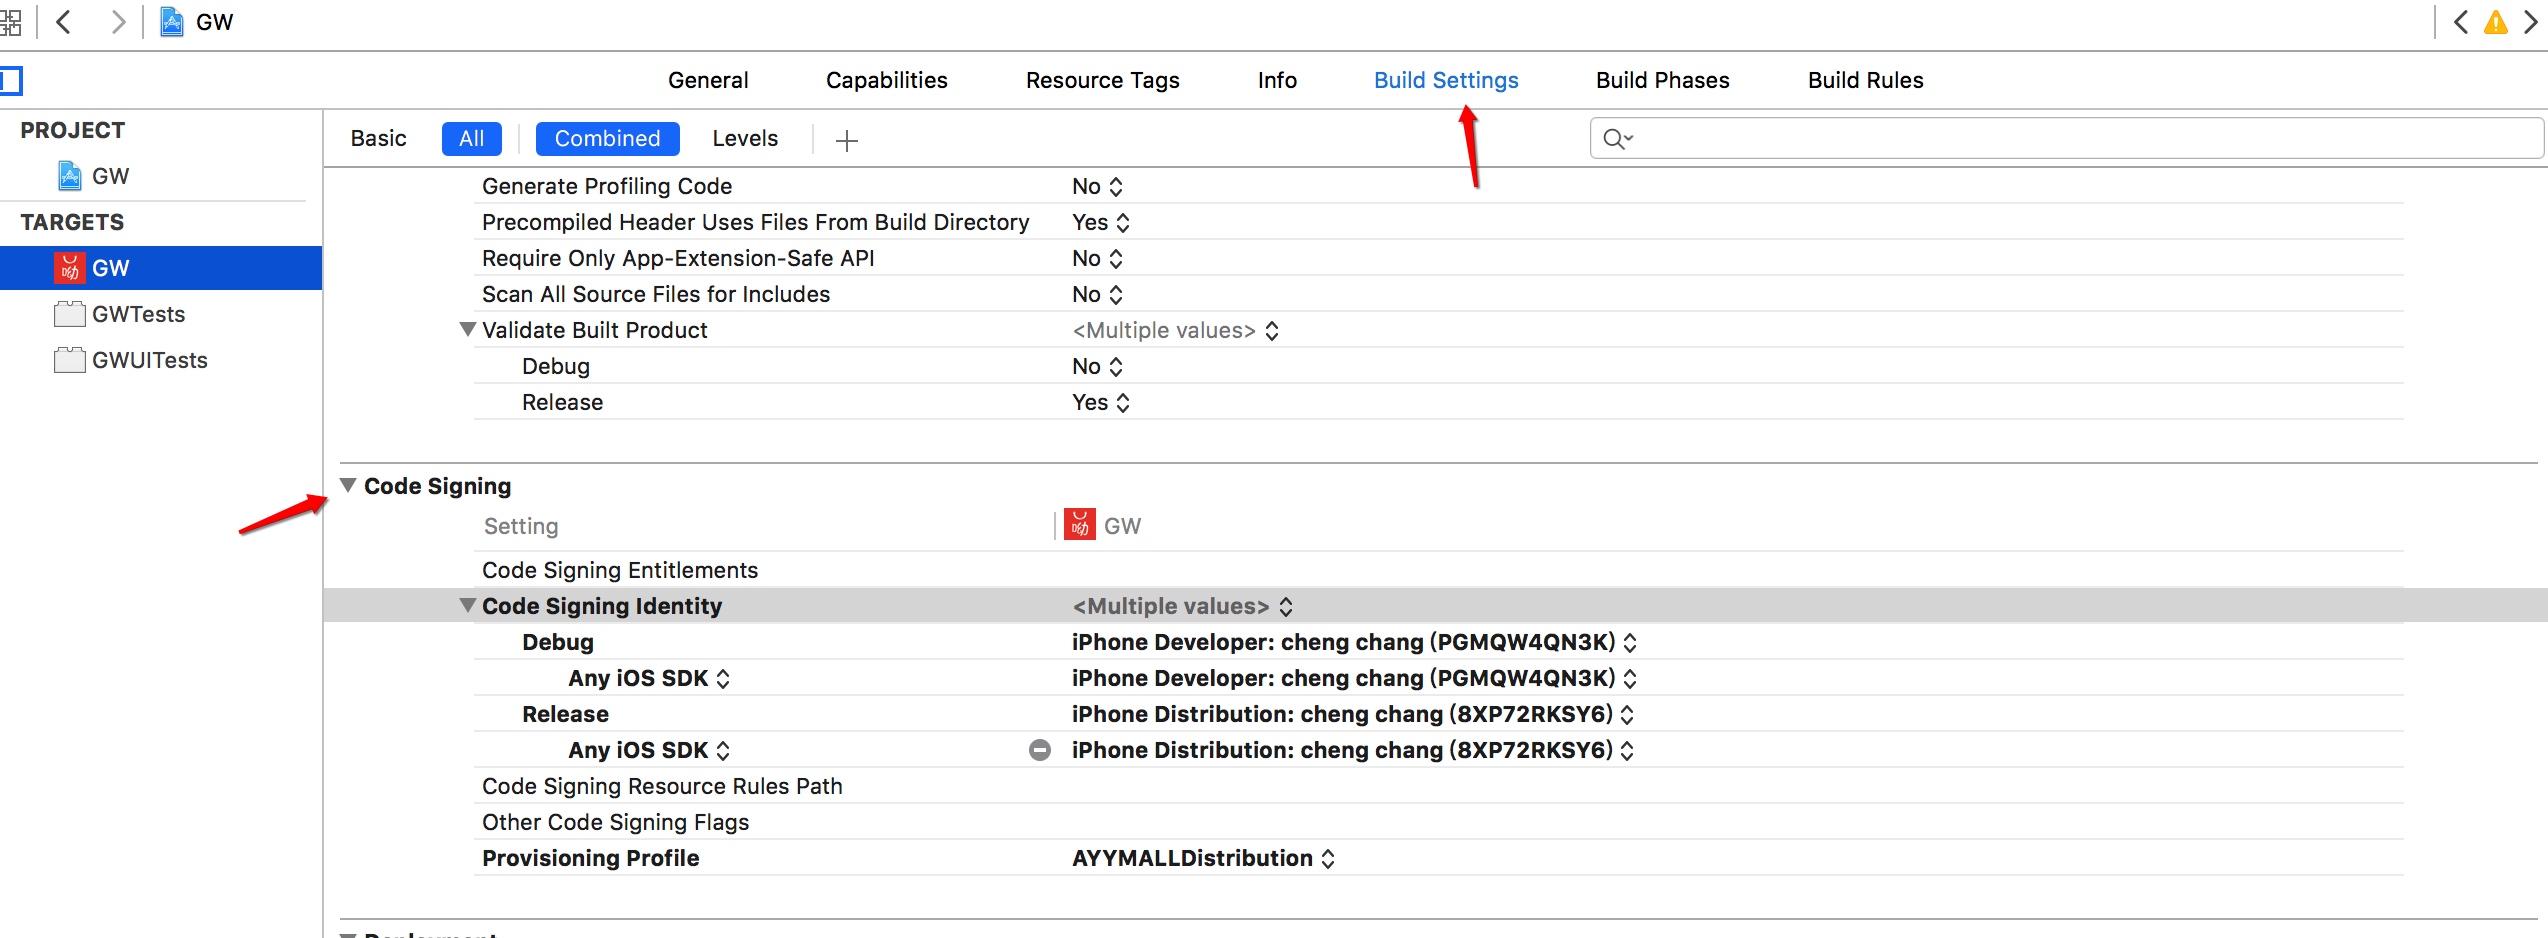 GW
General Capabilities Resource Tags Info Build Settings Build Phases Build Rules
PROJECT
GW
TARGETS
GW
GWTests
GWUITests
Basic All Combined Levels
Generate Profiling Code No
Precompiled Header Uses Files From Build Directory Yes
Require Only App-Extension-Safe API No
Scan All Source Files for Includes No
Validate Built Product <Multiple values>
Debug No
Release Yes
Code Signing
Setting GW
Code Signing Entitlements
Code Signing Identity <Multiple values>
Debug iPhone Developer: cheng chang (PGMQW4QN3K)
Any iOS SDK iPhone Developer: cheng chang (PGMQW4QN3K)
Release iPhone Distribution: cheng chang (8XP72RKSY6)
Any iOS SDK iPhone Distribution: cheng chang (8XP72RKSY6)
Code Signing Resource Rules Path
Other Code Signing Flags
Provisioning Profile AYYMALLDistribution
Deployment